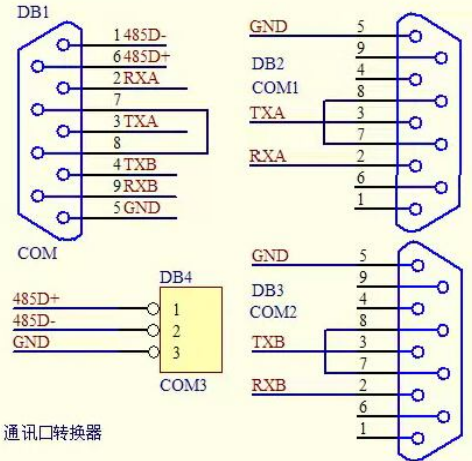 DB1
1 485D-
6 485D+
2 RXA
7
3 TXA
8
4 TXB
9 RXB
5 GND
COM
GND 5
9
DB2
4
COM1
8
TXA 3
7
RXA 2
6
1
DB4
485D+ 1
485D- 2
GND 3
COM3
GND 5
9
DB3
4
COM2
8
TXB 3
7
RXB 2
6
1
通讯口转换器